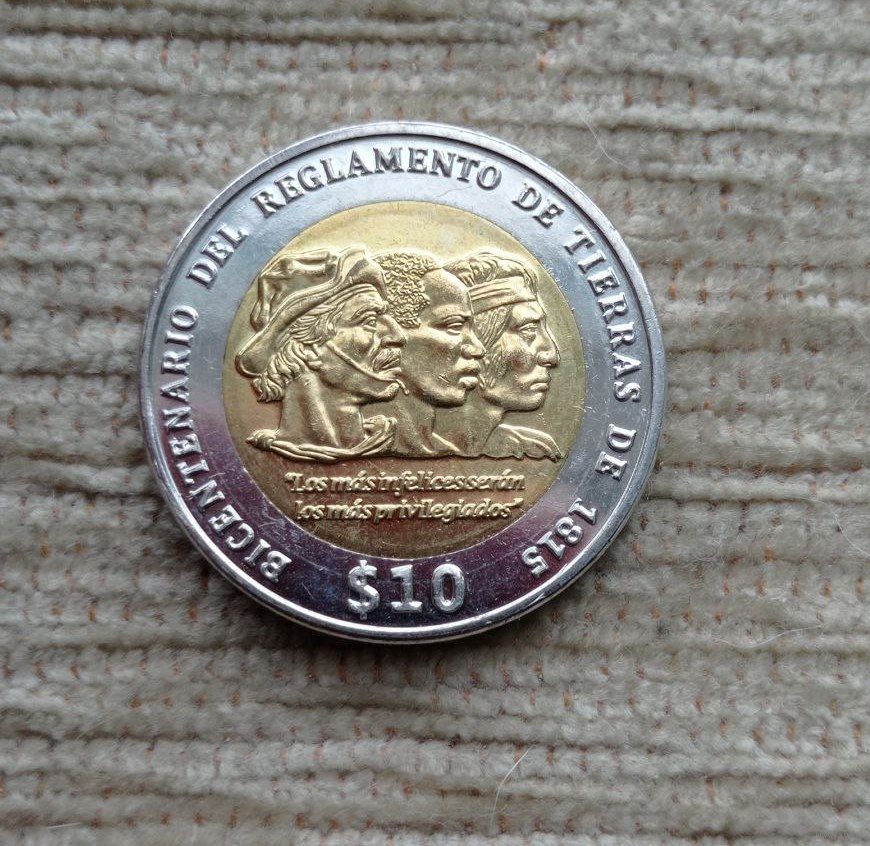 BICENTENARIO DEL REGLAMENTO DE TIERRAS DE 1815
"Los más infelices serán
los más privilegiados"
$10